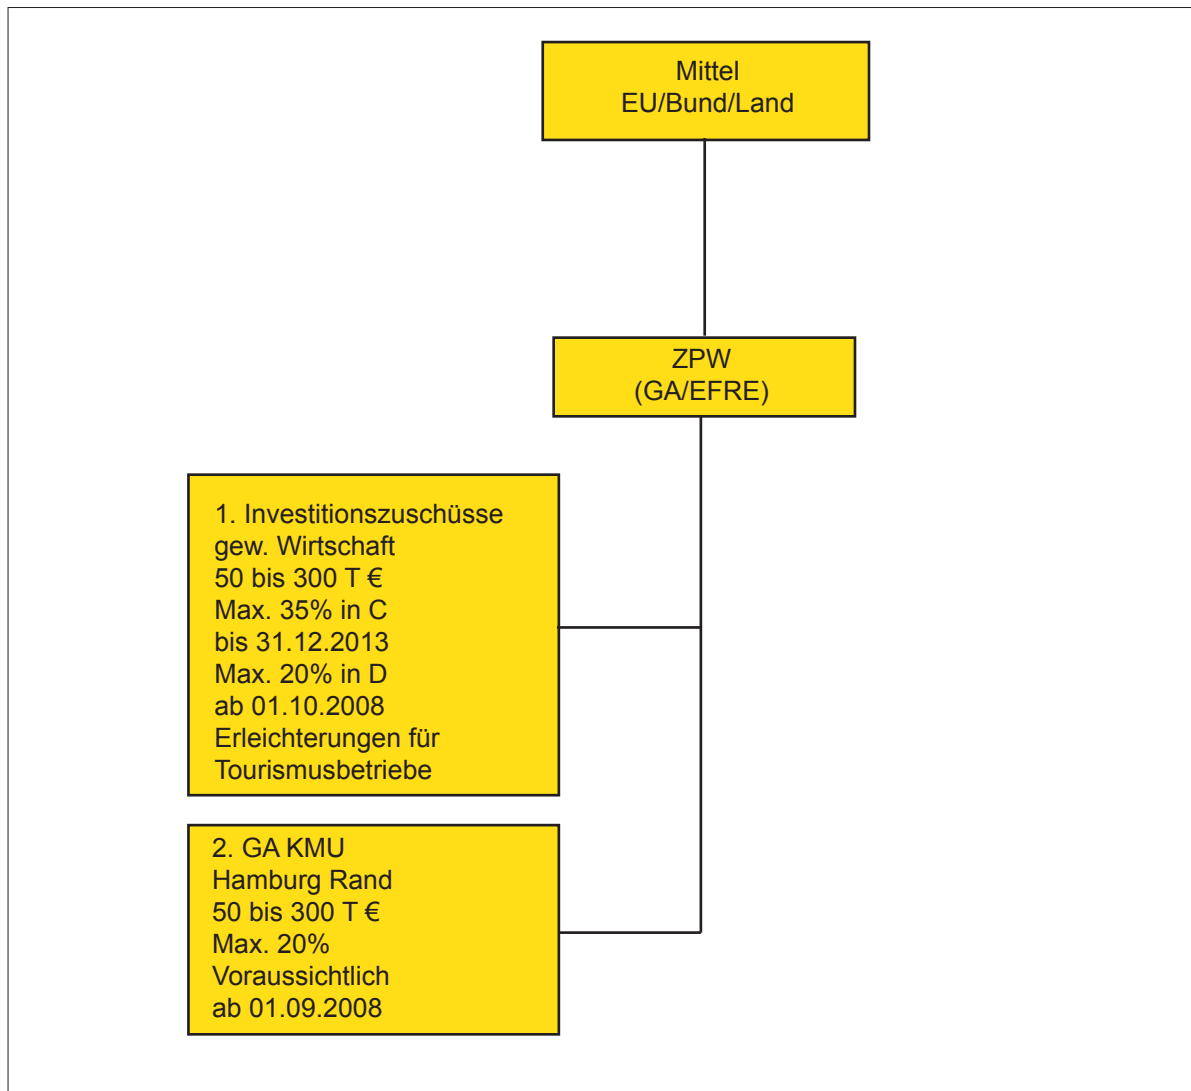 Mittel
EU/Bund/Land
ZPW
(GA/EFRE)
1. Investitionszuschüsse
gew. Wirtschaft
50 bis 300 T €
Max. 35% in C
bis 31.12.2013
Max. 20% in D
ab 01.10.2008
Erleichterungen für
Tourismusbetriebe
2. GA KMU
Hamburg Rand
50 bis 300 T €
Max. 20%
Voraussichtlich
ab 01.09.2008